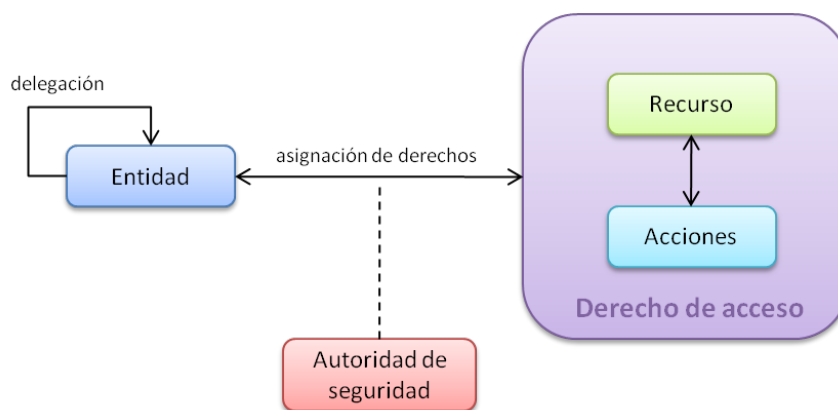 delegación
Entidad
asignación de derechos
Recurso
Acciones
Derecho de acceso
Autoridad de
seguridad